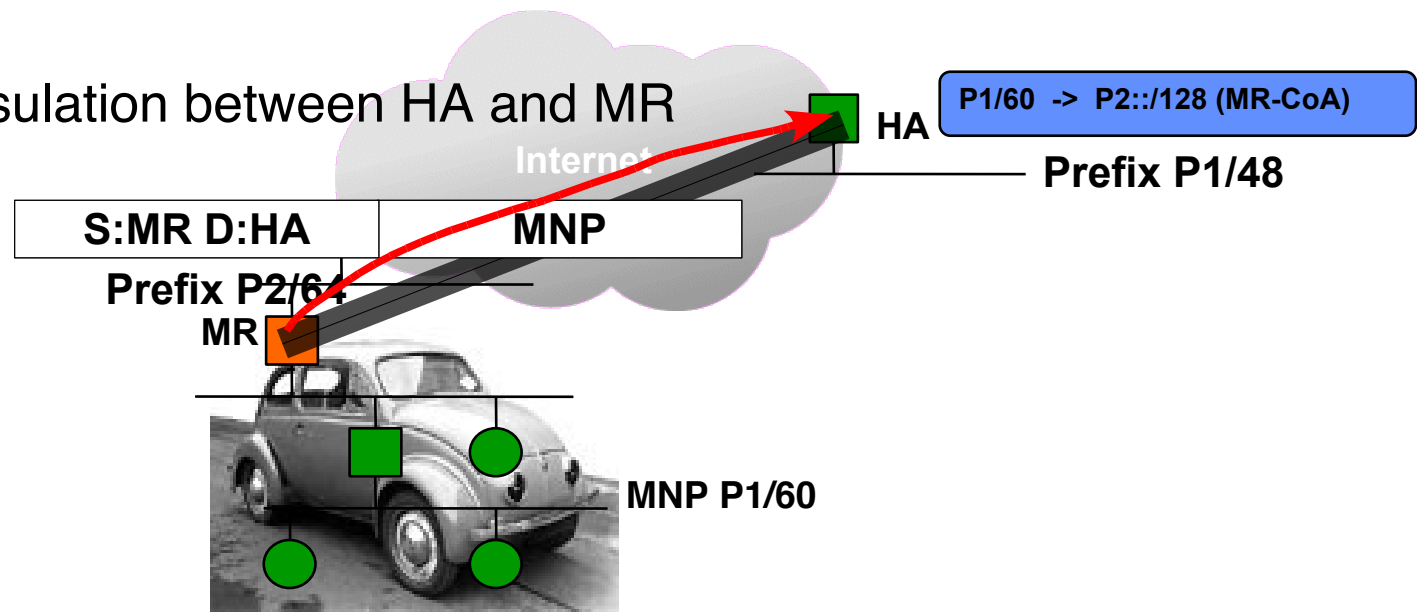 sulation between HA and MR
P1/60 -> P2::/128 (MR-CoA)
HA
Internet
Prefix P1/48
S:MR D:HA
MNP
Prefix P2/64
MR
MNP P1/60